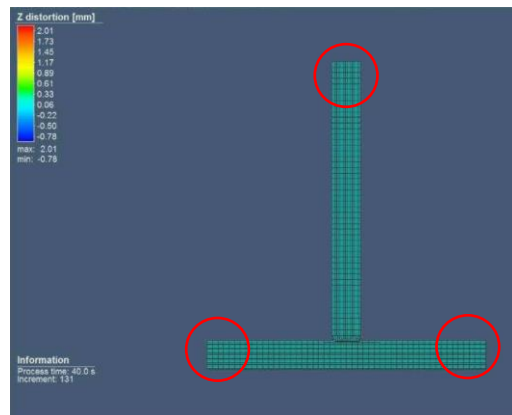 Z distortion [mm]
2.01
1.73
1.45
1.17
0.89
0.61
0.33
0.06
-0.22
-0.50
-0.78
max: 2.01
min: -0.78
Information
Process time: 40.0 s
Increment: 131